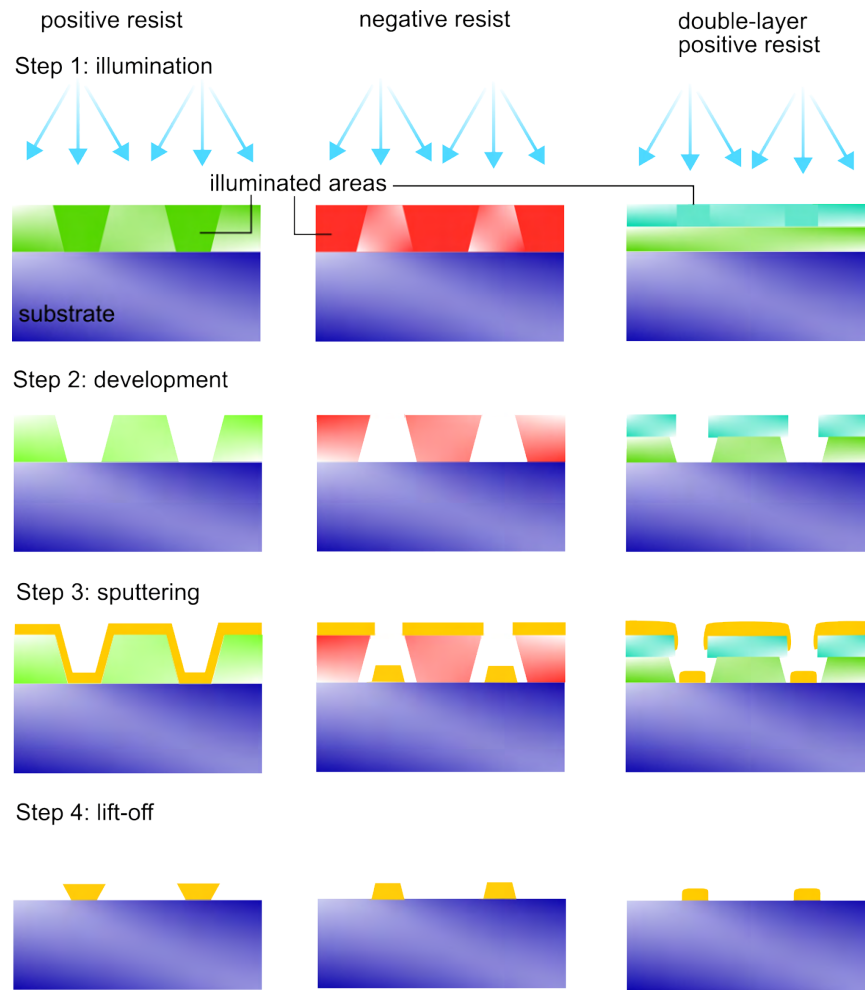 positive resist
negative resist
double-layer
positive resist
Step 1: illumination
illuminated areas
substrate
Step 2: development
Step 3: sputtering
Step 4: lift-off